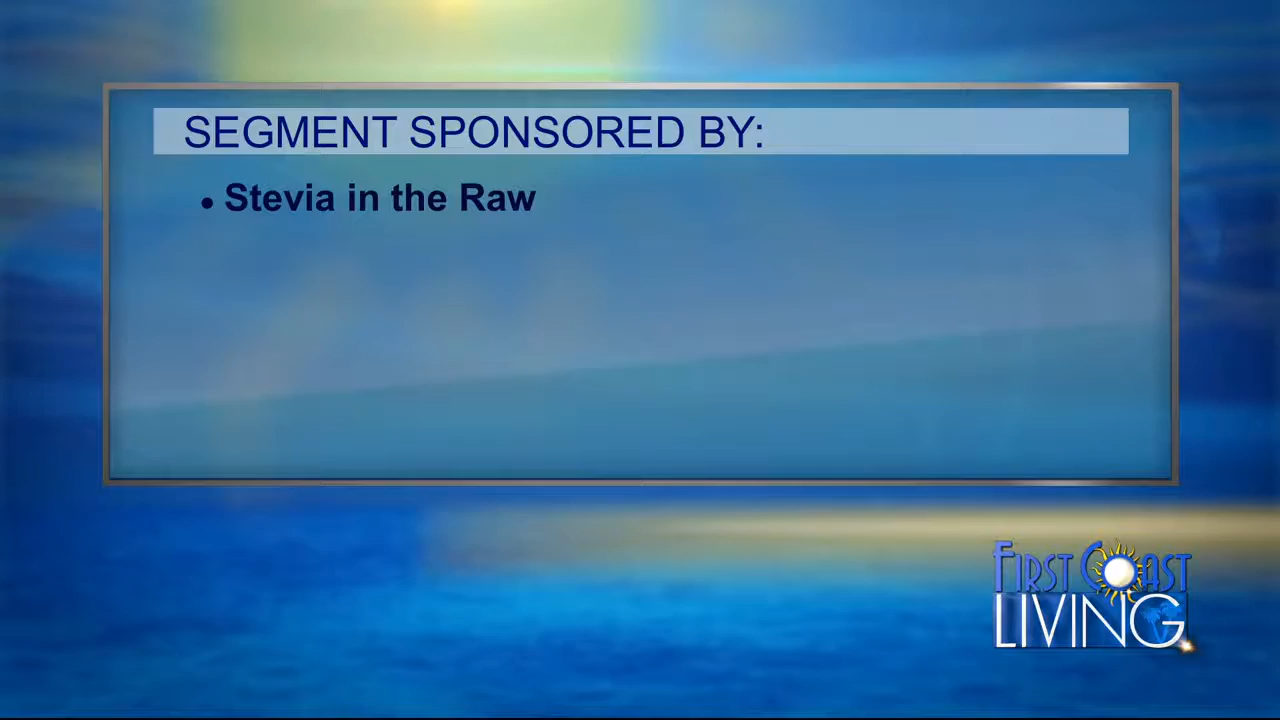 SEGMENT SPONSORED BY:
• Stevia in the Raw
FIRST COAST
LIVING